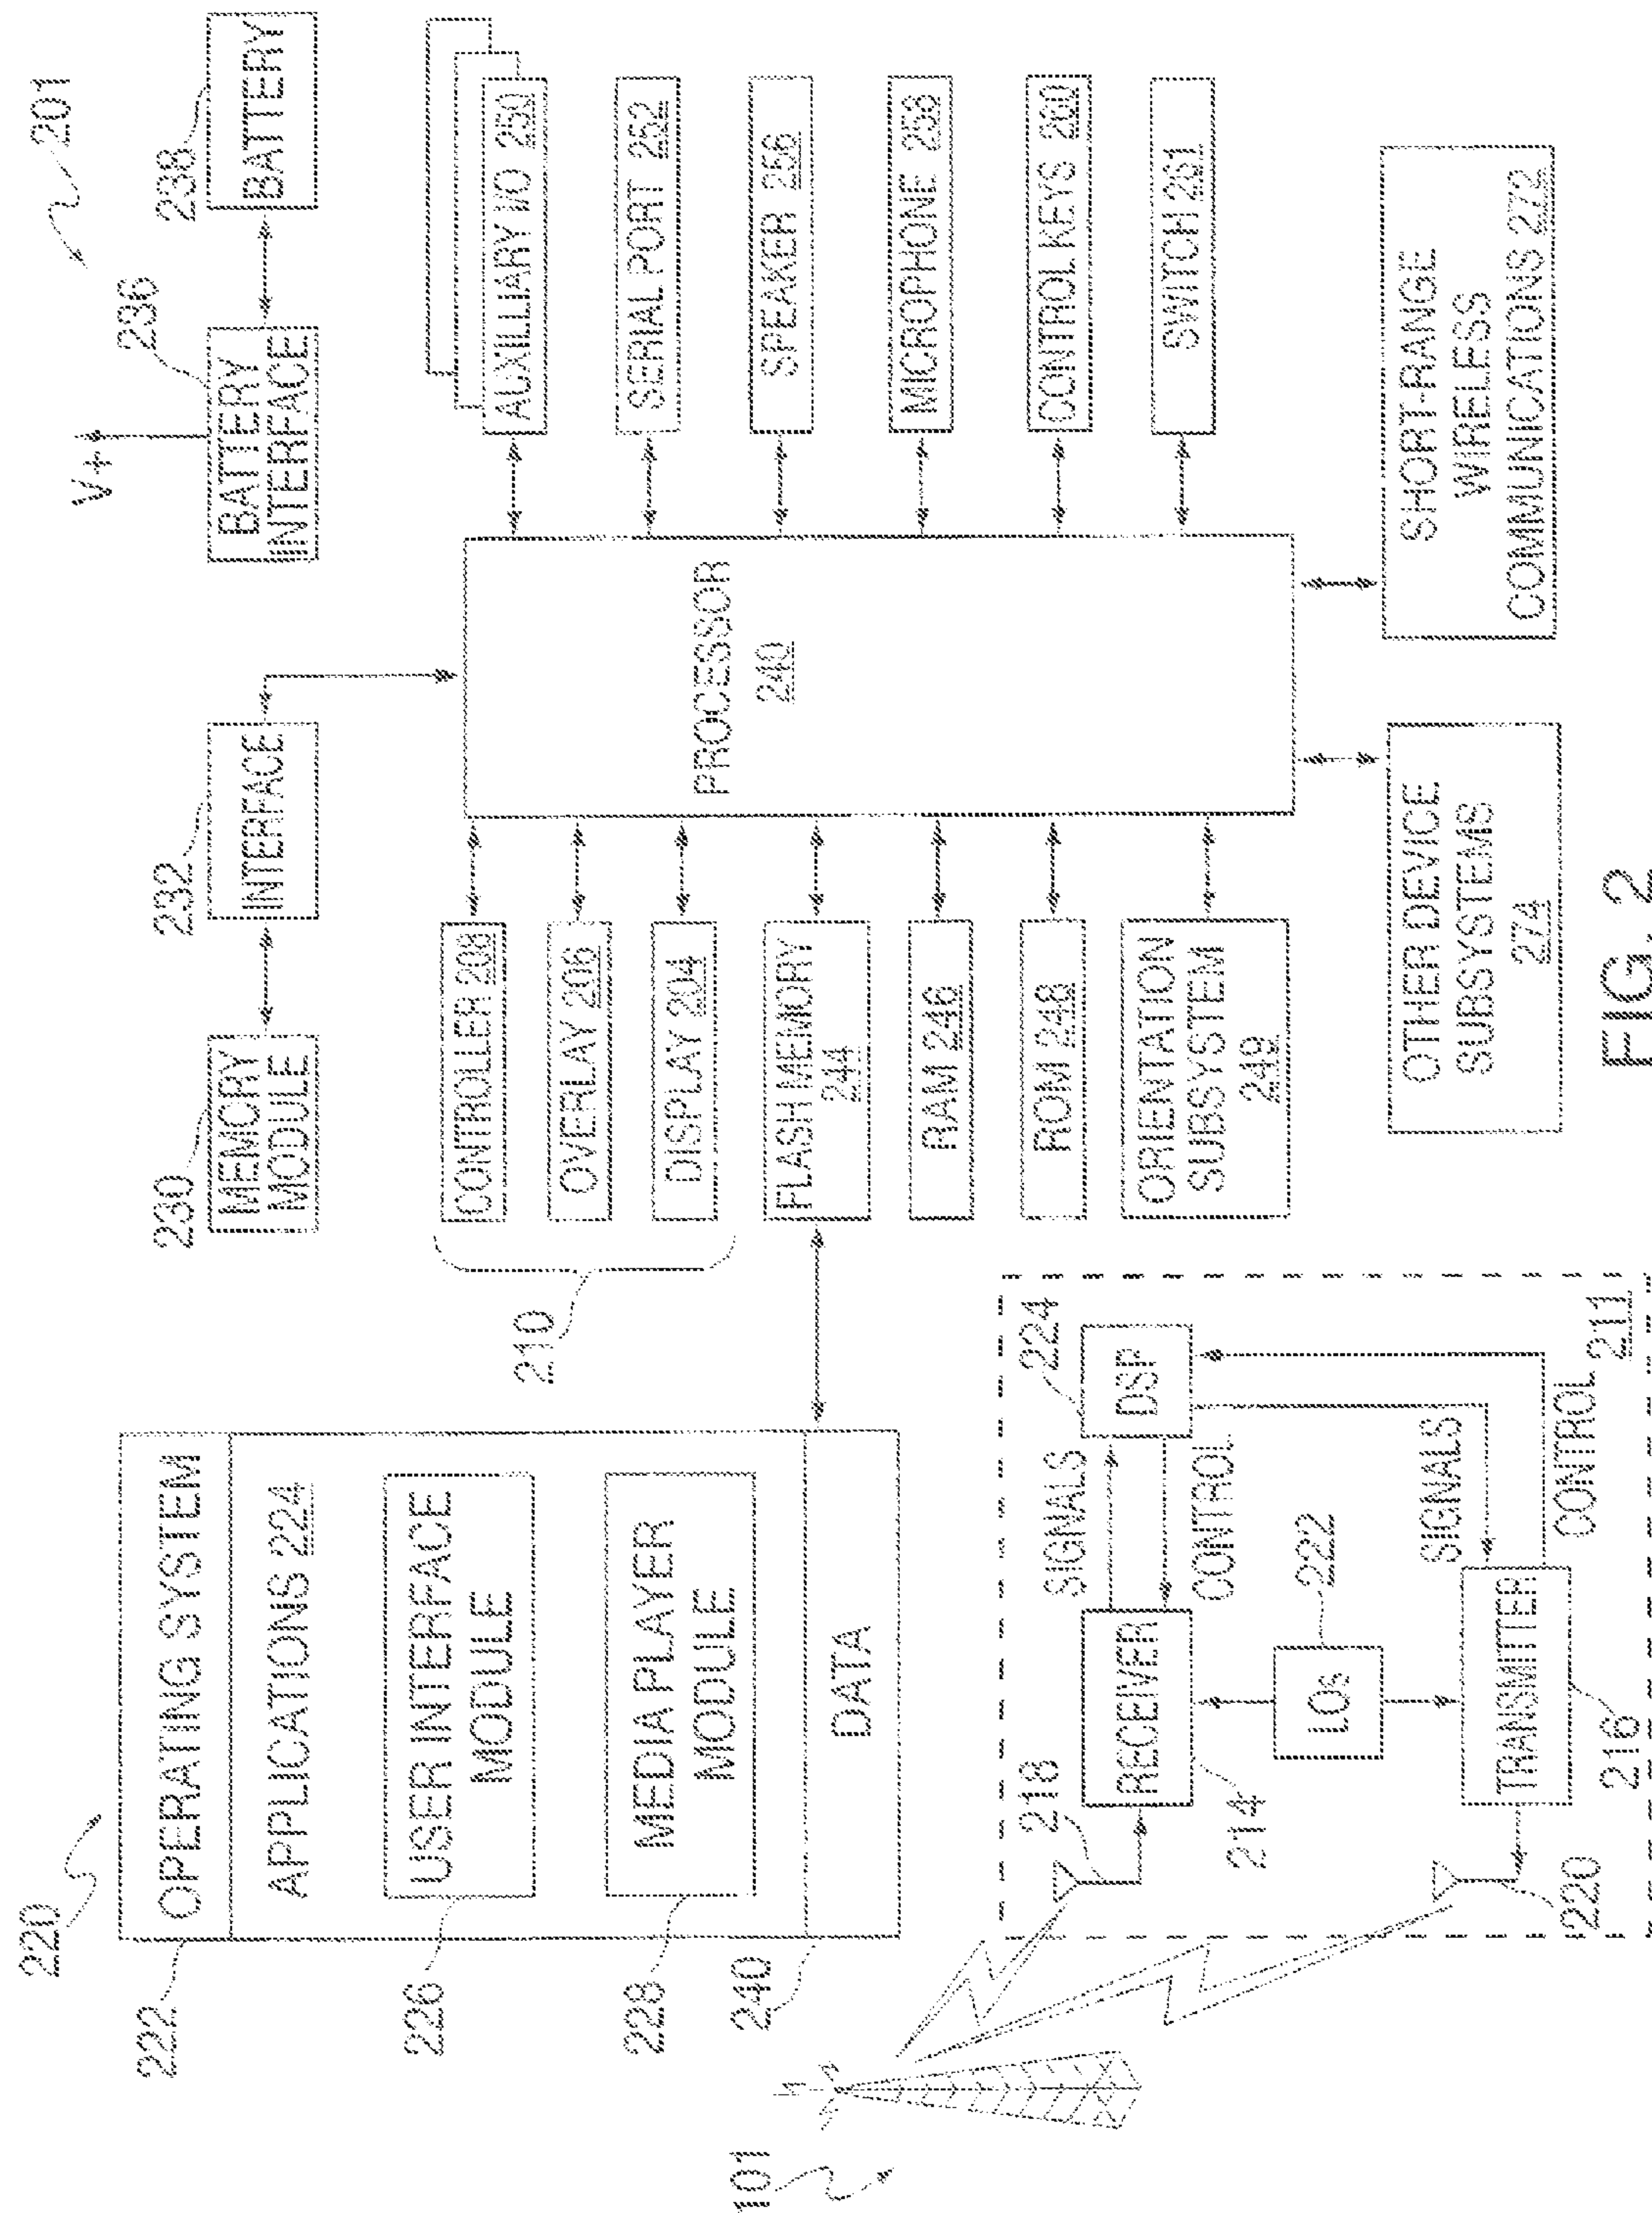 220
222
OPERATING SYSTEM
APPLICATIONS 224
226
USER INTERFACE
MODULE
228
MEDIA PLAYER
MODULE
240
DATA
230
MEMORY
MODULE
232
INTERFACE
V+
236
BATTERY
INTERFACE
238
BATTERY
201
210
CONTROLLER 208
OVERLAY 206
DISPLAY 204
FLASH MEMORY
244
RAM 246
ROM 248
ORIENTATION
SUBSYSTEM
249
PROCESSOR
240
AUXILLIARY I/O 250
SERIAL PORT 252
SPEAKER 256
MICROPHONE 258
CONTROL KEYS 260
SWITCH 261
OTHER DEVICE
SUBSYSTEMS
274
SHORT-RANGE
WIRELESS
COMMUNICATIONS 272
101
218
RECEIVER
214
SIGNALS
CONTROL
224
DSP
LOs
222
SIGNALS
CONTROL
TRANSMITTER
216
220
211
FIG. 2